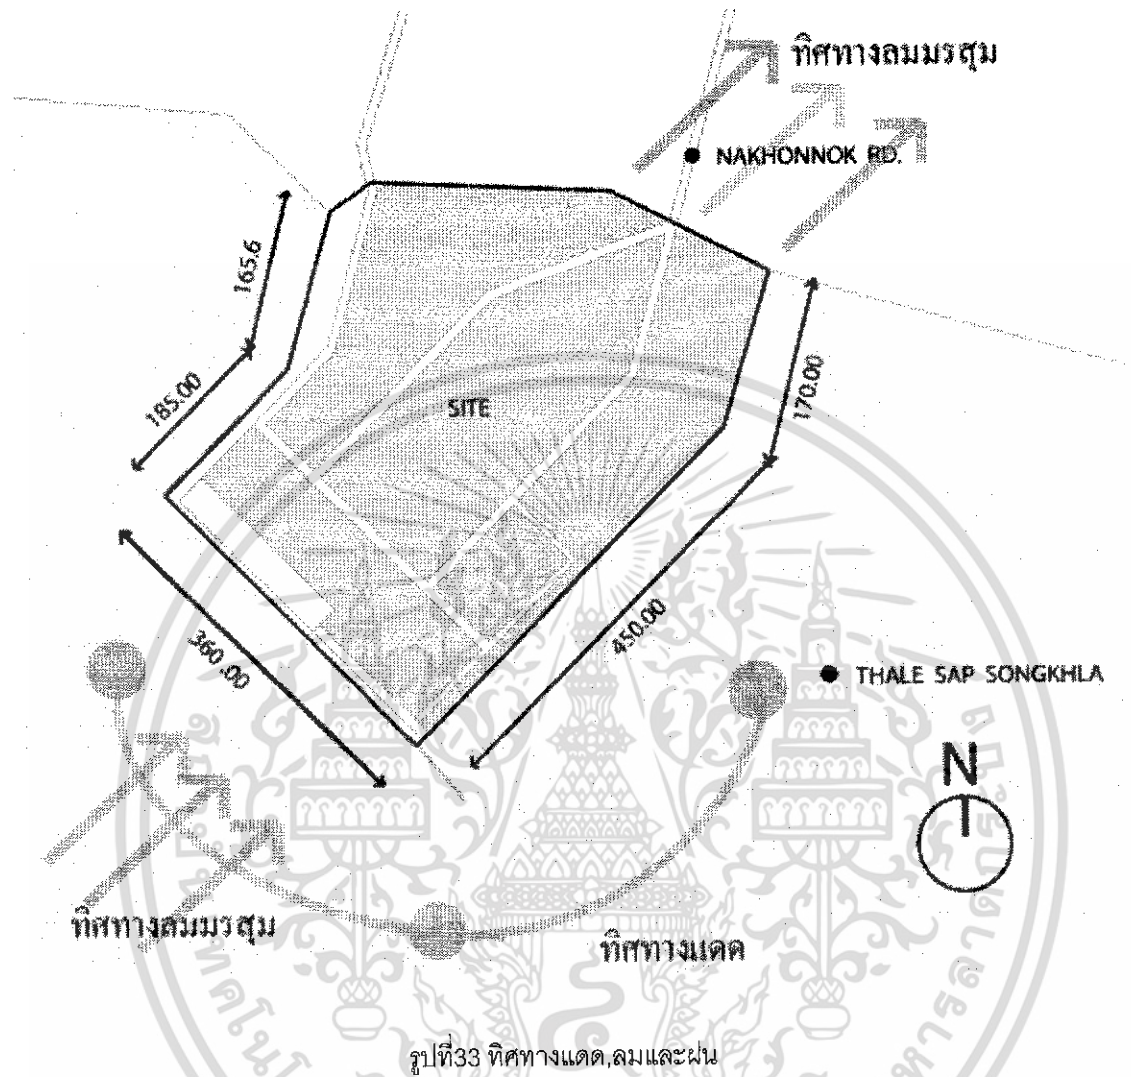 ทิศทางลมมรสุม
NAKHONNOK RD.
165.6
185.00
170.00
SITE
450.00
360.00
THALE SAP SONGKHLA
N
ทิศทางลมมรสุม
ทิศทางแดด
รูปที่33 ทิศทางแดด,ลมและฝน